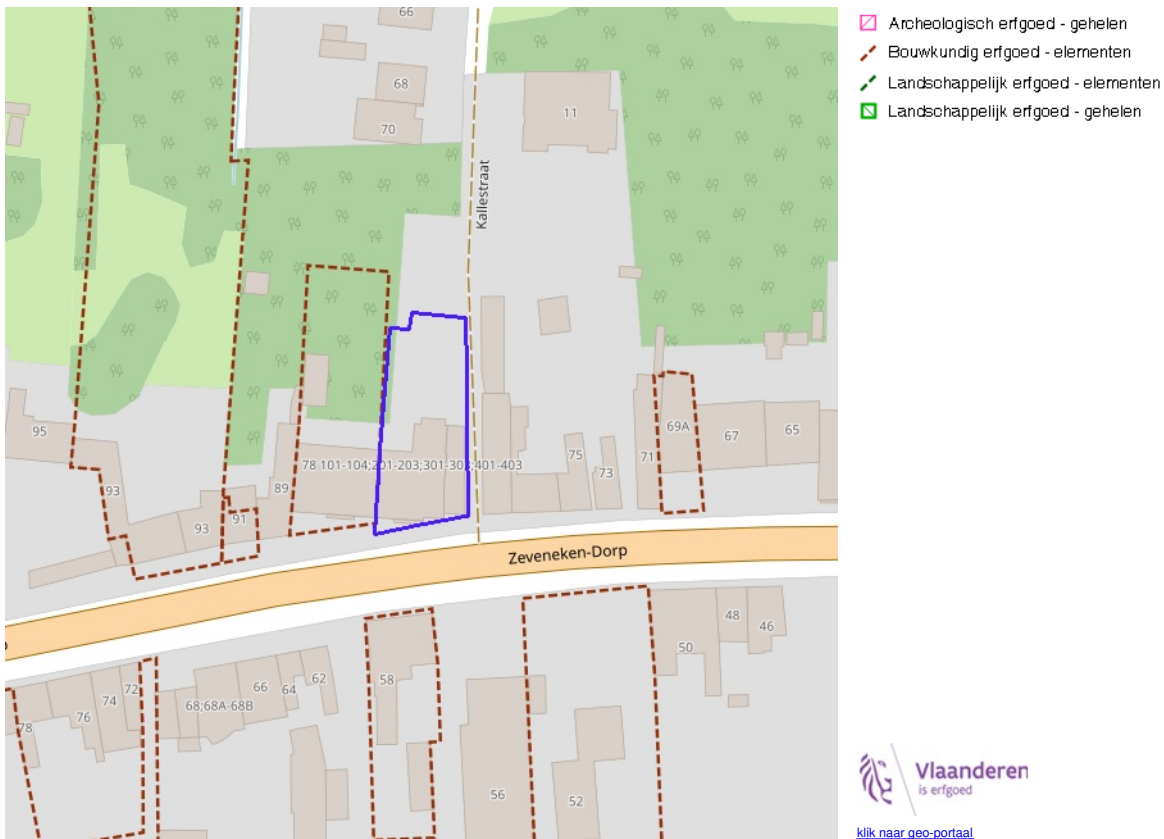 66
68
70
11
Kallestraat
95
93
93
91
89
78 101-104;201-203;301-303;401-403
75
73
71
69A
67
65
Zeveneken-Dorp
78
76
74
72
68;68A-68B
66
64
62
58
56
52
50
48
46
Archeologisch erfgoed - gehelen
Bouwkundig erfgoed - elementen
Landschappelijk erfgoed - elementen
Landschappelijk erfgoed - gehelen
Vlaanderen
is erfgoed
klik naar geo-portaal